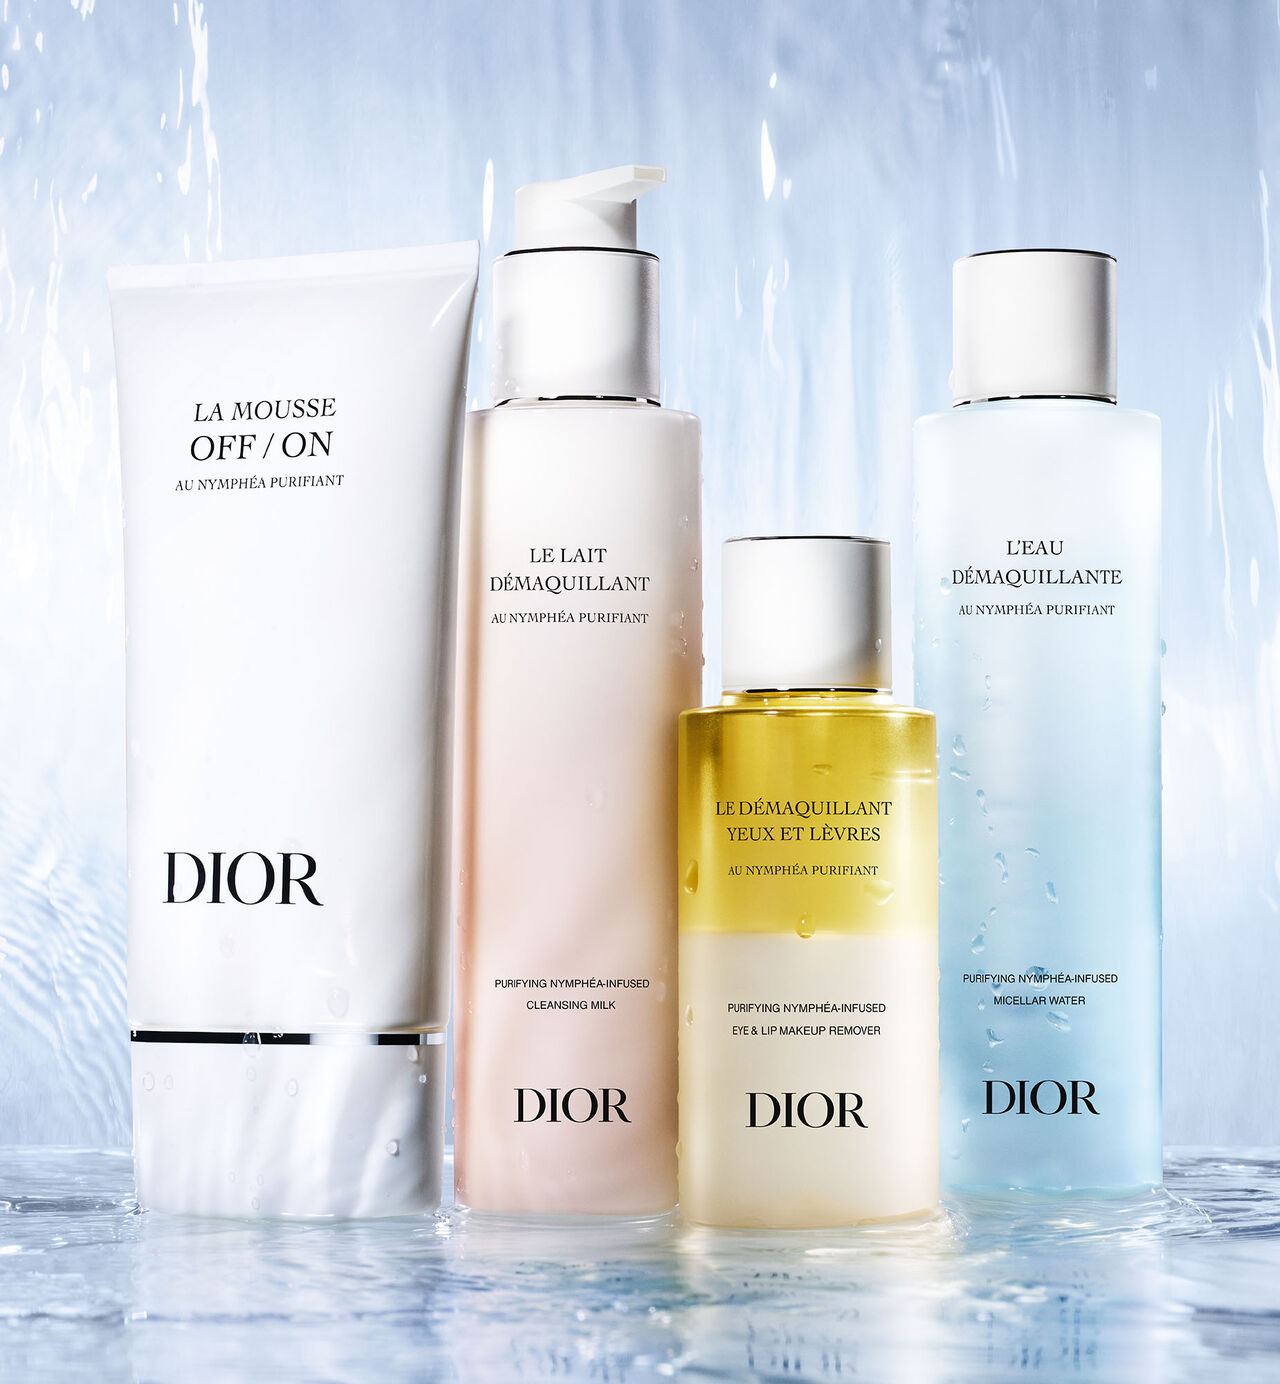 LA MOUSSE
OFF / ON
AU NYMPHÉA PURIFIANT
DIOR
LE LAIT
DÉMAQUILLANT
AU NYMPHÉA PURIFIANT
PURIFYING NYMPHÉA-INFUSED
CLEANSING MILK
DIOR
LE DÉMAQUILLANT
YEUX ET LÈVRES
AU NYMPHÉA PURIFIANT
PURIFYING NYMPHÉA-INFUSED
EYE & LIP MAKEUP REMOVER
DIOR
L'EAU
DÉMAQUILLANTE
AU NYMPHÉA PURIFIANT
PURIFYING NYMPHÉA-INFUSED
MICELLAR WATER
DIOR